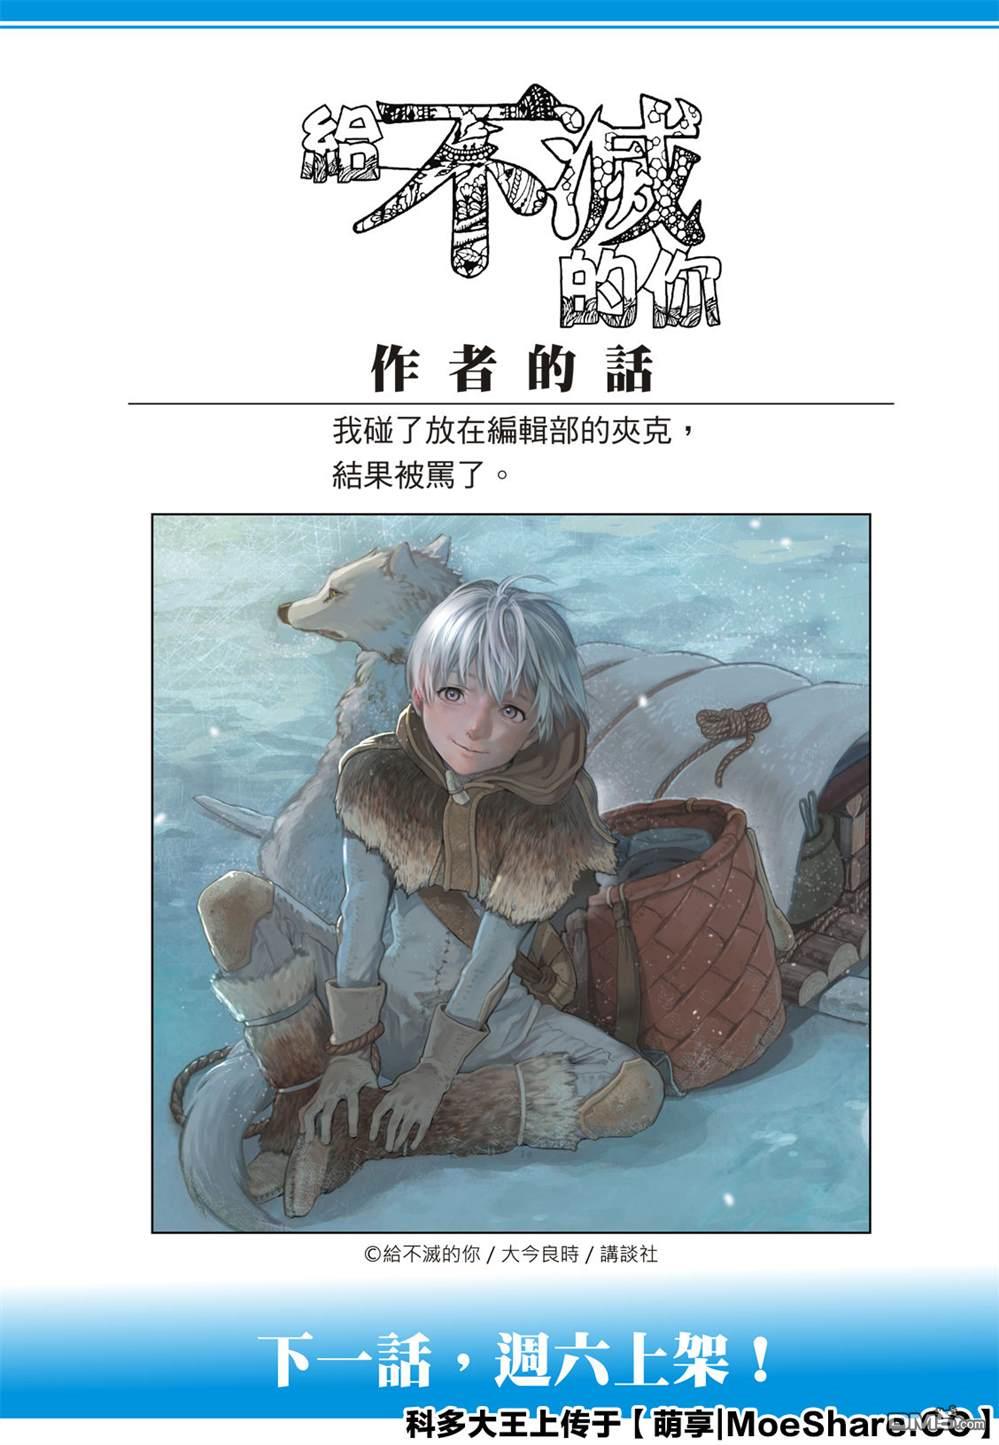 給不滅的你
作者的話
我碰了放在編輯部的夾克，
結果被罵了。
©給不滅的你 / 大今良時 / 講談社
下一話，週六上架！
科多大王上传于【萌享|MoeShare.CC】